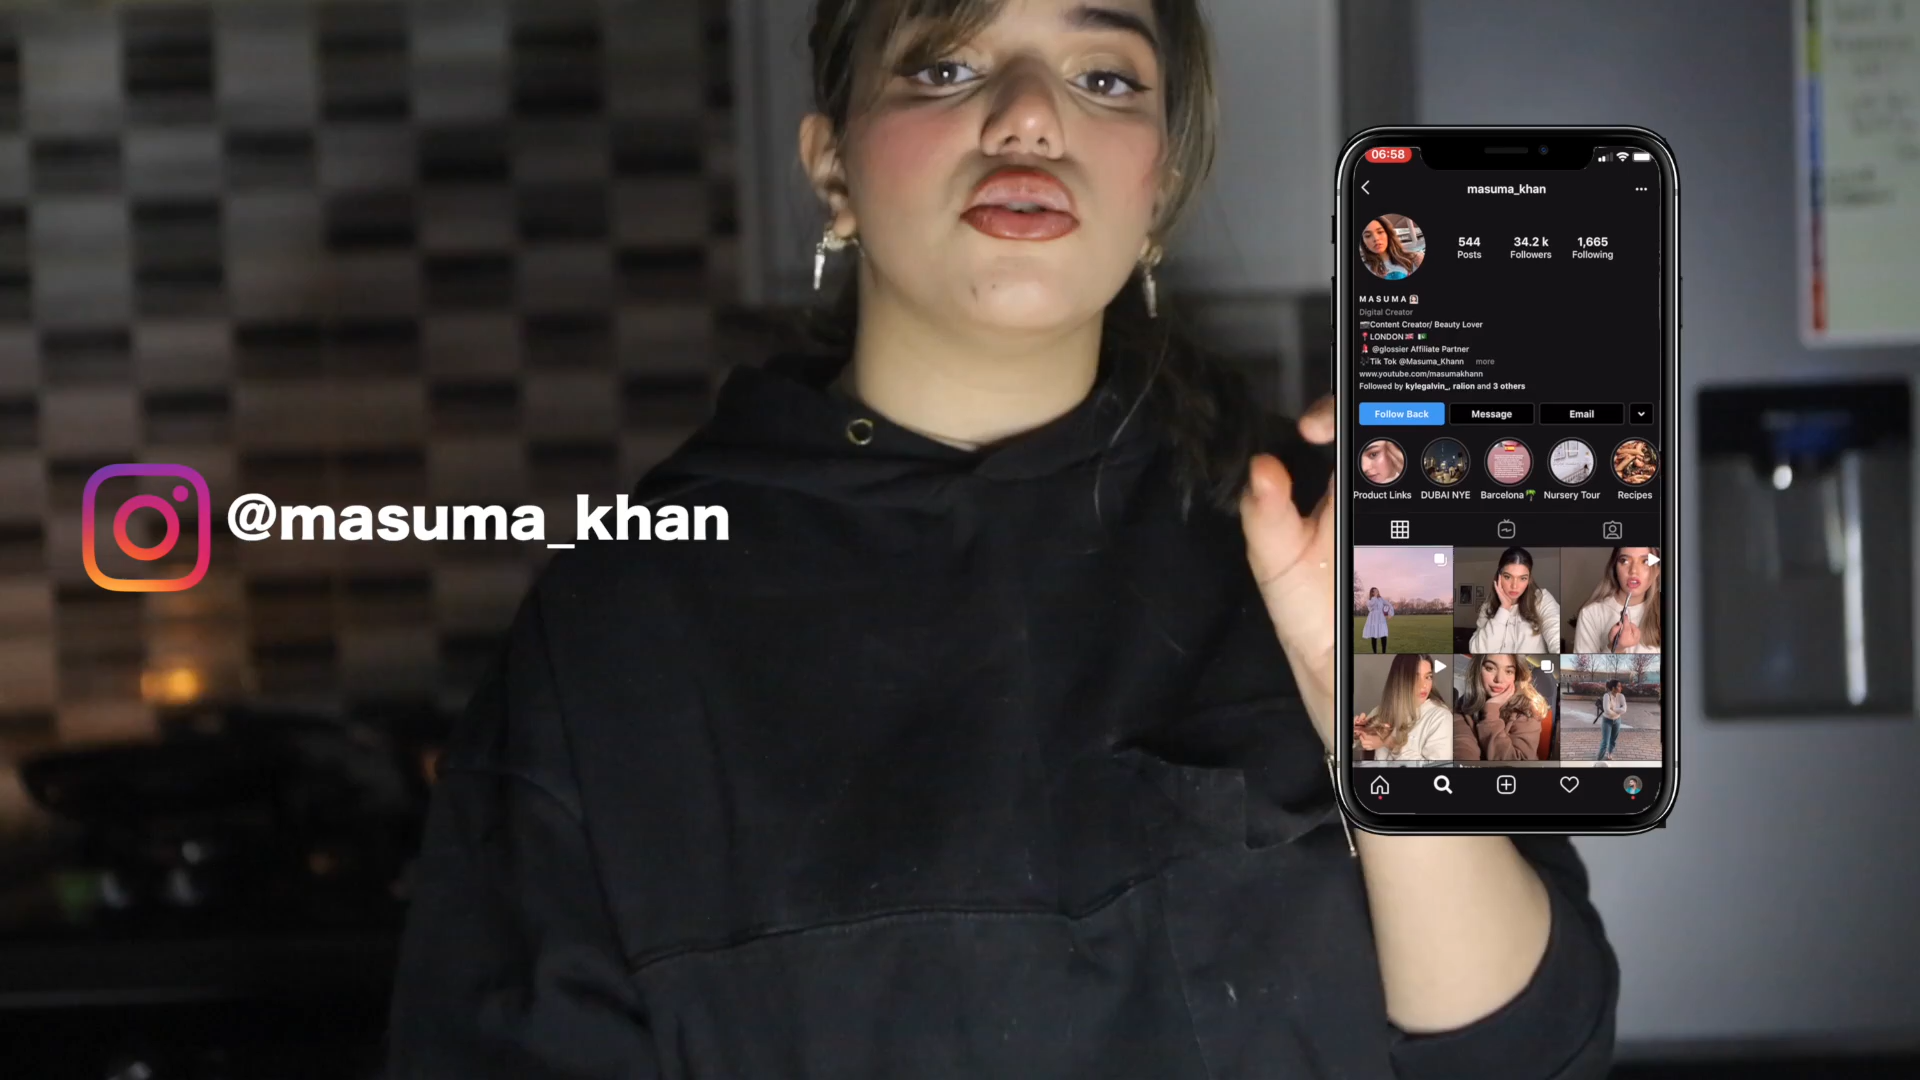 @masuma_khan
06:58
masuma_khan
544 34.2 k 1,665
Posts Followers Following
M A S U M A
Digital Creator
Content Creator/ Beauty Lover
LONDON
@glossier Affiliate Partner
Tik Tok @Masuma_Khann more
www.youtube.com/masumakhann
Followed by kylegalvin_, ralion and 3 others
Follow Back Message Email
Product Links DUBAI NYE Barcelona Nursery Tour Recipes